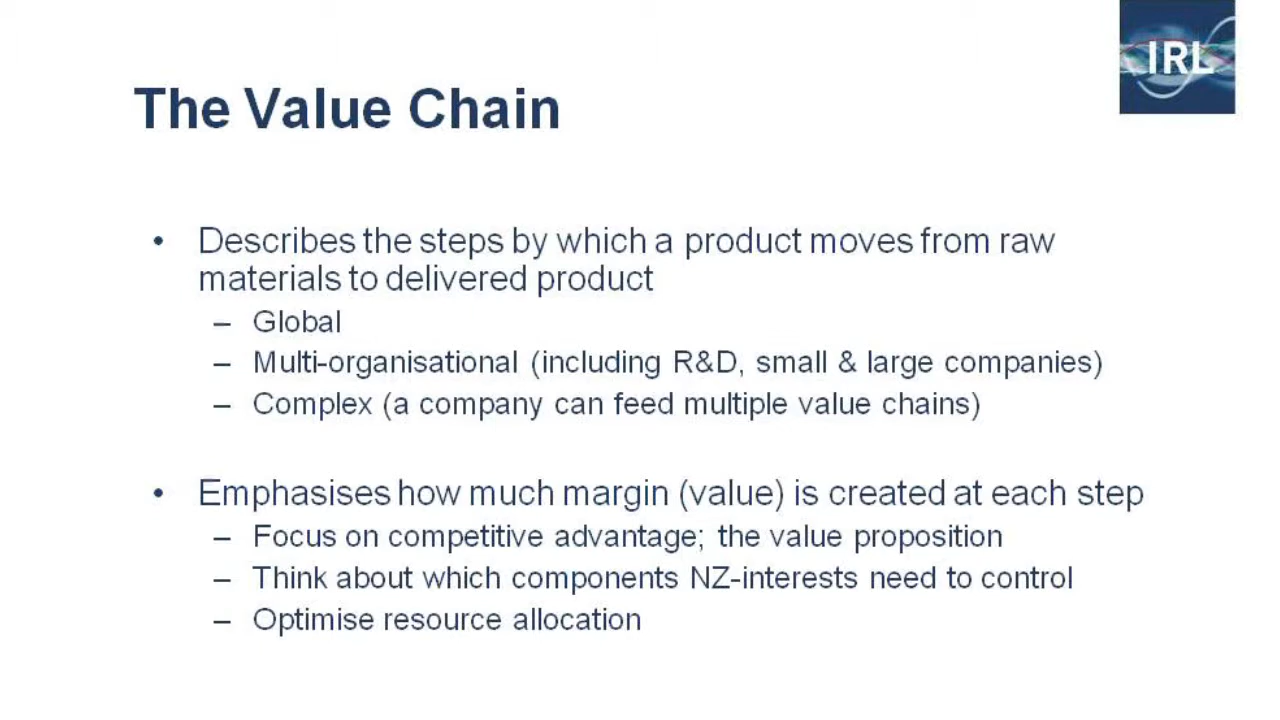 IRL
The Value Chain
• Describes the steps by which a product moves from raw
materials to delivered product
– Global
– Multi-organisational (including R&D, small & large companies)
– Complex (a company can feed multiple value chains)
• Emphasises how much margin (value) is created at each step
– Focus on competitive advantage; the value proposition
– Think about which components NZ-interests need to control
– Optimise resource allocation